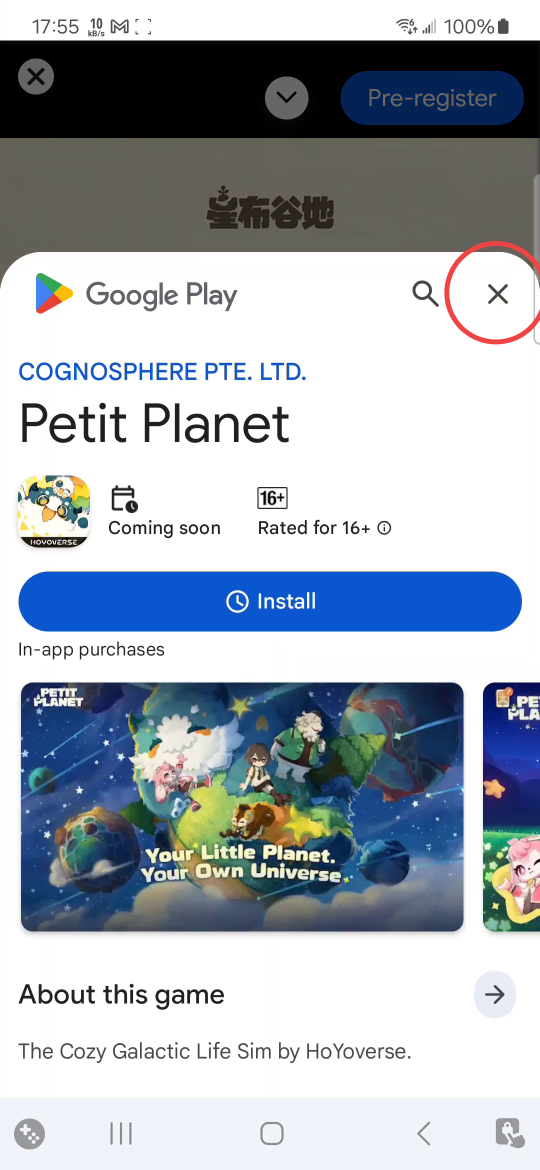 17:55 10 kB/s 6 100%
Pre-register
星布谷地
Google Play
COGNOSPHERE PTE. LTD.
Petit Planet
16+
Coming soon Rated for 16+
HOYOVERSE
Install
In-app purchases
PETIT PLANET
Your Little Planet.
Your Own Universe.
About this game
The Cozy Galactic Life Sim by HoYoverse.